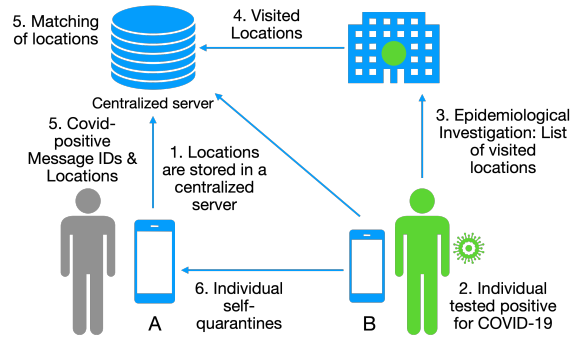 5. Matching
of locations
4. Visited
Locations
Centralized server
5. Covid-
positive
Message IDs &
Locations
1. Locations
are stored in a
centralized
server
3. Epidemiological
Investigation: List
of visited
locations
6. Individual
self-
quarantines
2. Individual
tested positive
for COVID-19
A
B